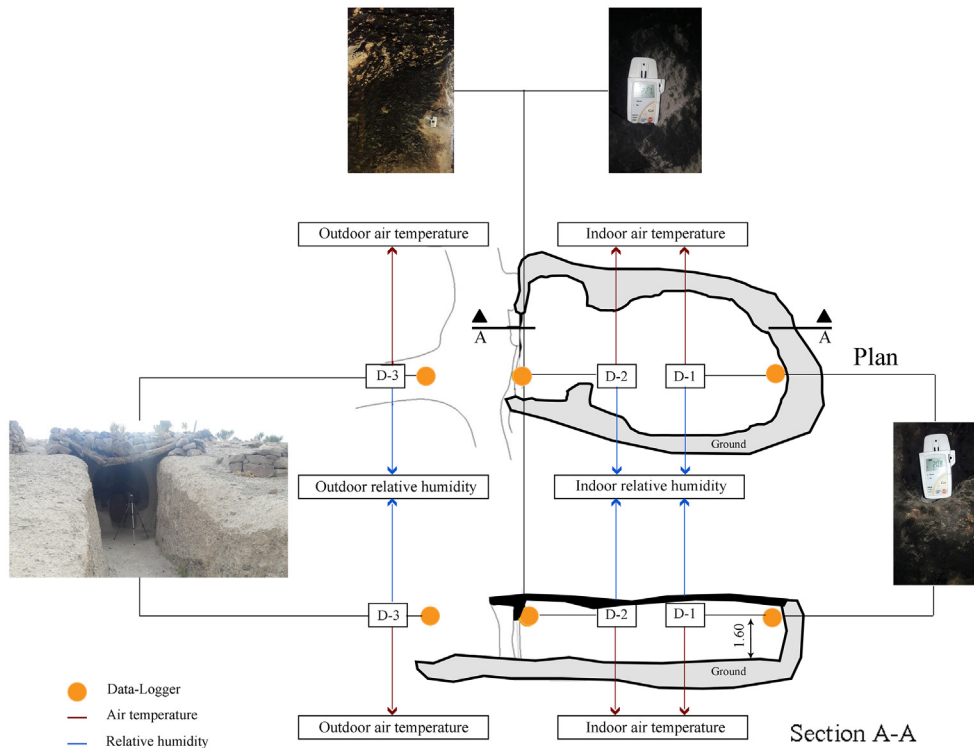 Outdoor air temperature
Indoor air temperature
A
A
Plan
D-3
D-2
D-1
Ground
Outdoor relative humidity
Indoor relative humidity
D-3
D-2
D-1
1.60
Ground
Data-Logger
Air temperature
Relative humidity
Outdoor air temperature
Indoor air temperature
Section A-A